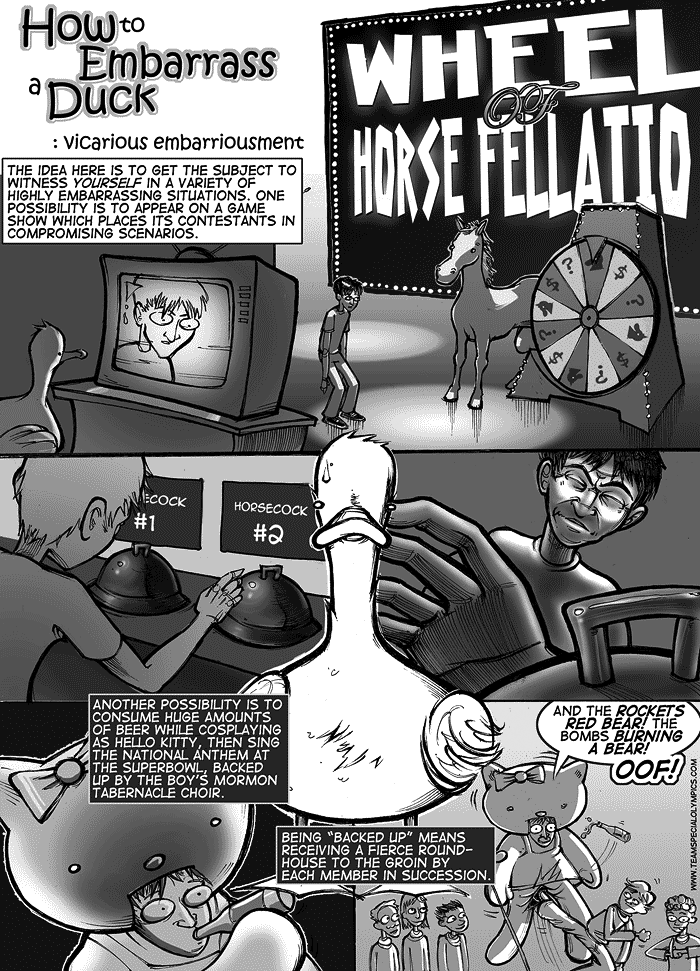 How to
Embarrass
a Duck
: vicarious embarriousment
THE IDEA HERE IS TO GET THE SUBJECT TO
WITNESS YOURSELF IN A VARIETY OF
HIGHLY EMBARRASSING SITUATIONS. ONE
POSSIBILITY IS TO APPEAR ON A GAME
SHOW WHICH PLACES ITS CONTESTANTS IN
COMPROMISING SCENARIOS.
WHEEL
OF
HORSE FELLATIO
? $ ? $ ? $
ECOCK
#1
HORSECOCK
#2
ANOTHER POSSIBILITY IS TO
CONSUME HUGE AMOUNTS
OF BEER WHILE COSPLAYING
AS HELLO KITTY, THEN SING
THE NATIONAL ANTHEM AT
THE SUPERBOWL, BACKED
UP BY THE BOY'S MORMON
TABERNACLE CHOIR.
AND THE ROCKETS
RED BEAR! THE
BOMBS BURNING
A BEAR!
OOF!
BEING "BACKED UP" MEANS
RECEIVING A FIERCE ROUND-
HOUSE TO THE GROIN BY
EACH MEMBER IN SUCCESSION.
WWW.TEAMSPECIALOLYMPICS.COM